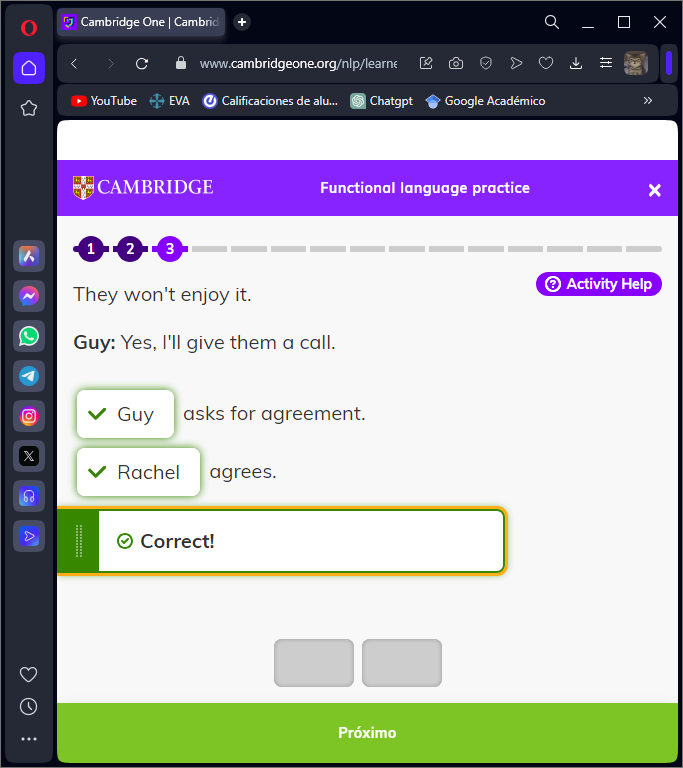 Cambridge One | Cambrid
www.cambridgeone.org/nlp/learne
YouTube
EVA
Calificaciones de alu...
Chatgpt
Google Académico
»
CAMBRIDGE
Functional language practice
1 2 3
Activity Help
They won't enjoy it.
Guy: Yes, I'll give them a call.
Guy asks for agreement.
Rachel agrees.
Correct!
Próximo